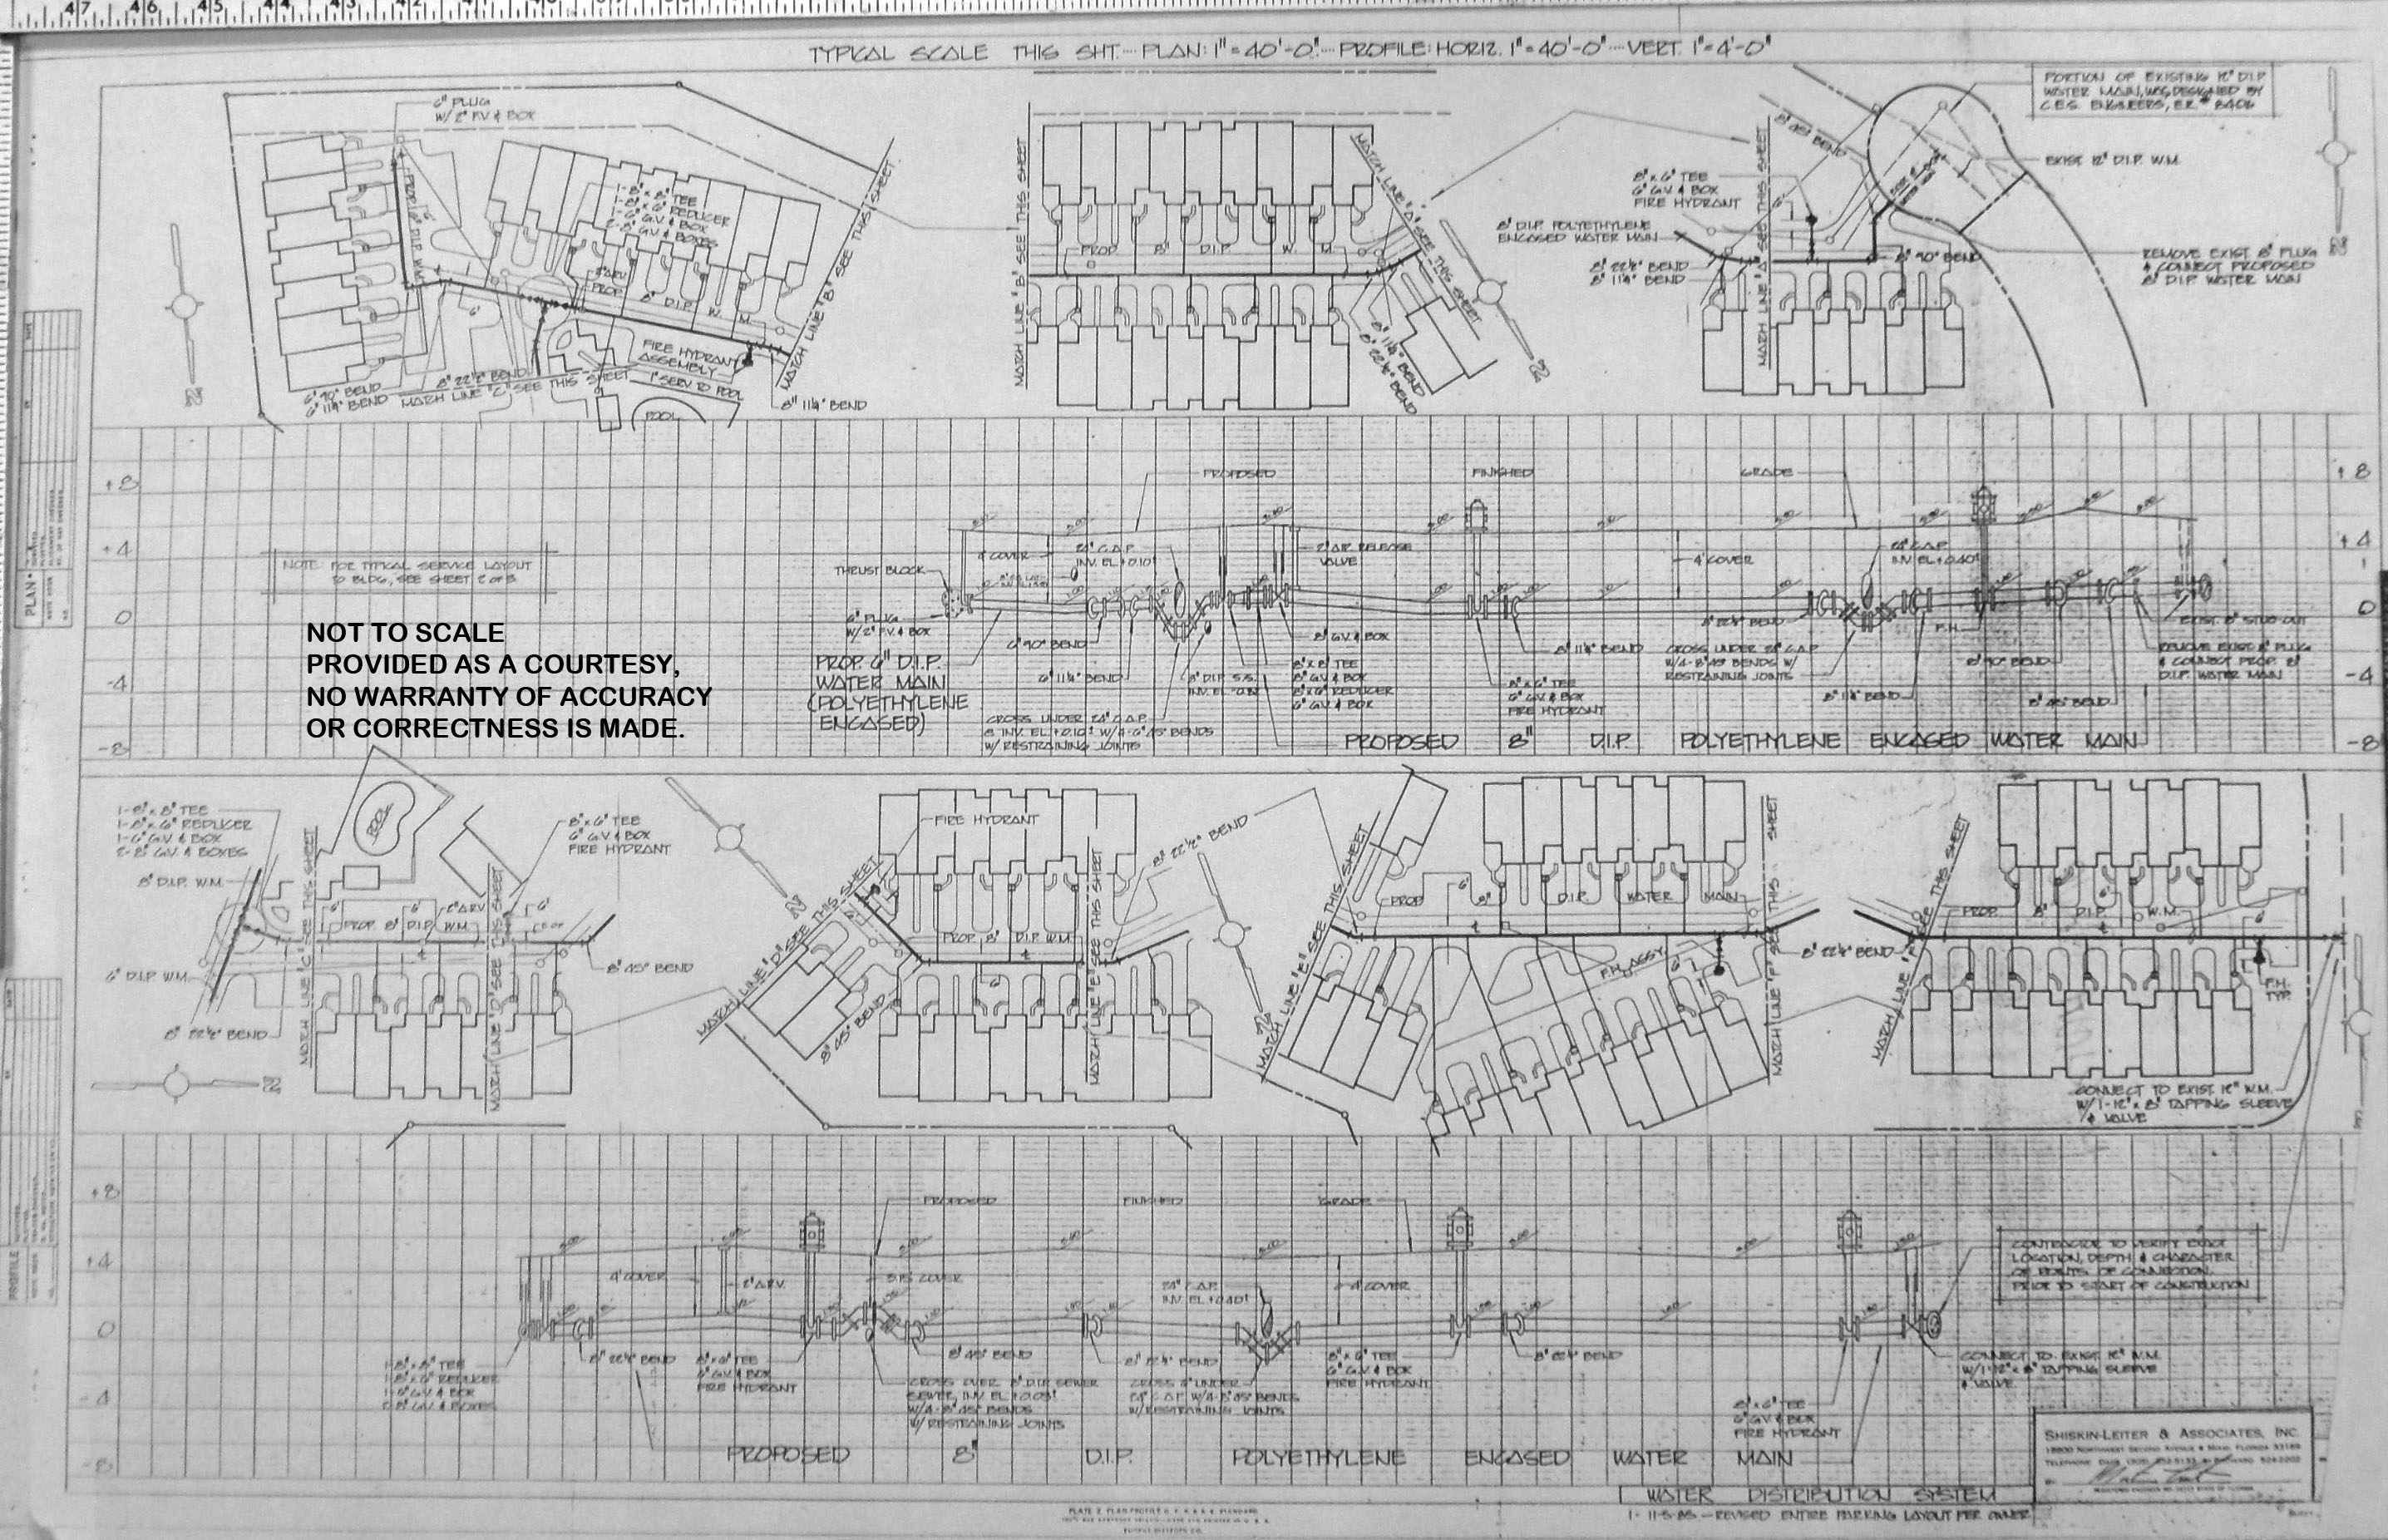 47 46 45 44 43 42
TYPICAL SCALE THIS SHT.---PLAN: 1"=40'-0"---PROFILE: HORIZ. 1"=40'-0"---VERT. 1"=4'-0"
6" PLUG
W/ 2" F.V. & BOX
PROP. 6" D.I.P. W.M.
1-8"x 8" TEE
1-8"x 6" REDUCER
1-6" G.V. & BOX
2-8" G.V. & BOXES
2" A.R.V.
PROP. 8" D.I.P. W. M.
FIRE HYDRANT
ASSEMBLY
1" SERV. TO POOL
POOL
6" 90° BEND
6" 11¼° BEND
8" 22½° BEND
MATCH LINE "C" SEE THIS SHEET
8" 11¼° BEND
MATCH LINE "B" SEE THIS SHEET
N
MATCH LINE "B" SEE THIS SHEET
PROP. 8" D.I.P. W. M.
MATCH LINE "A" SEE THIS SHEET
8" 11¼° BEND
8" 22½° BEND
N
PORTION OF EXISTING 12" D.I.P.
WATER MAIN, WAS DESIGNED BY
C.E.S. ENGINEERS, E.R. # 8406
8" 45° BEND
EXIST. 12" D.I.P. W.M.
8"x 6" TEE
6" G.V. & BOX
FIRE HYDRANT
8" D.I.P. POLYETHYLENE
ENCASED WATER MAIN
8" 22½° BEND
8" 11¼° BEND
MATCH LINE "A" SEE THIS SHEET
8" 90° BEND
REMOVE EXIST. 8" PLUG
& CONNECT PROPOSED
8" D.I.P. WATER MAIN
N
+8
+4
0
-4
-8
PLAN
NOTE: FOR TYPICAL SERVICE LAYOUT
TO BLDG., SEE SHEET 2 OF 3
NOT TO SCALE
PROVIDED AS A COURTESY,
NO WARRANTY OF ACCURACY
OR CORRECTNESS IS MADE.
PROPOSED FINISHED GRADE
4' COVER
24" C.A.P.
INV. EL. +0.10'
2" AIR RELEASE
VALVE
THRUST BLOCK
6" PLUG
W/ 2" F.V. & BOX
PROP. 6" D.I.P.
WATER MAIN
(POLYETHYLENE
ENCASED)
6" 90° BEND
6" 11¼° BEND
8" D.I.P. S.S.
CROSS UNDER 24" C.A.P.
W/ RESTRAINING JOINTS
8" G.V. & BOX
8"x 8" TEE
8" G.V. & BOX
8"x6" REDUCER
6" G.V. & BOX
8"x 6" TEE
6" G.V. & BOX
FIRE HYDRANT
8" 11¼° BEND
4' COVER
24" C.A.P.
INV. EL. +0.40'
8" 22½° BEND
CROSS UNDER 24" C.A.P.
W/4-8" 45° BENDS W/
RESTRAINING JOINTS
F.H.
8" 11¼° BEND
8" 90° BEND
8" 45° BEND
EXIST. 8" STUB OUT
REMOVE EXIST. 8" PLUG
& CONNECT PROP. 8"
D.I.P. WATER MAIN
+8
+4
0
-4
-8
PROPOSED 8" D.I.P. POLYETHYLENE ENCASED WATER MAIN
1-8"x 8" TEE
1-8"x 6" REDUCER
1-6" G.V. & BOX
2-8" G.V. & BOXES
8" D.I.P. W.M.
6" D.I.P. W.M.
8" 22½° BEND
MATCH LINE "C" SEE THIS SHEET
POOL
PROP. 8" D.I.P. W.M.
2" A.R.V.
MATCH LINE "D" SEE THIS SHEET
8"x 6" TEE
6" G.V. & BOX
FIRE HYDRANT
8" 45° BEND
N
N
MATCH LINE "D" SEE THIS SHEET
FIRE HYDRANT
PROP. 8" D.I.P. W.M.
8" 45° BEND
MATCH LINE "E" SEE THIS SHEET
8" 22½° BEND
N
MATCH LINE "E" SEE THIS SHEET
PROP. 8" D.I.P. WATER MAIN
F.H. ASSY.
MATCH LINE "F" SEE THIS SHEET
8" 22½° BEND
MATCH LINE "F" SEE THIS SHEET
PROP. 8" D.I.P. W.M.
F.H.
TYP.
CONNECT TO EXIST. 12" W.M.
W/1-12"x 8" TAPPING SLEEVE
& VALVE
PROFILE
+8
+4
0
-4
-8
PROPOSED FINISHED GRADE
4' COVER
2" A.R.V.
3.15' COVER
24" C.A.P.
INV. EL. +0.40'
4' COVER
CONTRACTOR TO VERIFY EXACT
LOCATION, DEPTH & CHARACTER
OF POINTS OF CONNECTION
PRIOR TO START OF CONSTRUCTION
1-8"x 8" TEE
1-8"x 6" REDUCER
1-6" G.V. & BOX
2-8" G.V. & BOXES
8" 22½° BEND
8"x 6" TEE
6" G.V. & BOX
FIRE HYDRANT
8" 45° BEND
CROSS OVER 8" D.I.P. SEWER
W/4-8" 45° BENDS
W/ RESTRAINING JOINTS
8" 22½° BEND
24" C.A.P. W/4-8" 45° BENDS
W/RESTRAINING JOINTS
8"x 6" TEE
6" G.V. & BOX
FIRE HYDRANT
8" 22½° BEND
8"x 6" TEE
6" G.V. & BOX
FIRE HYDRANT
CONNECT TO EXIST. 12" W.M.
W/1-12"x 8" TAPPING SLEEVE
& VALVE
PROPOSED 8" D.I.P. POLYETHYLENE ENCASED WATER MAIN
SHISKIN-LEITER & ASSOCIATES, INC.
WATER DISTRIBUTION SYSTEM
1- 11-5-85 - REVISED ENTIRE PARKING LAYOUT PER OWNER